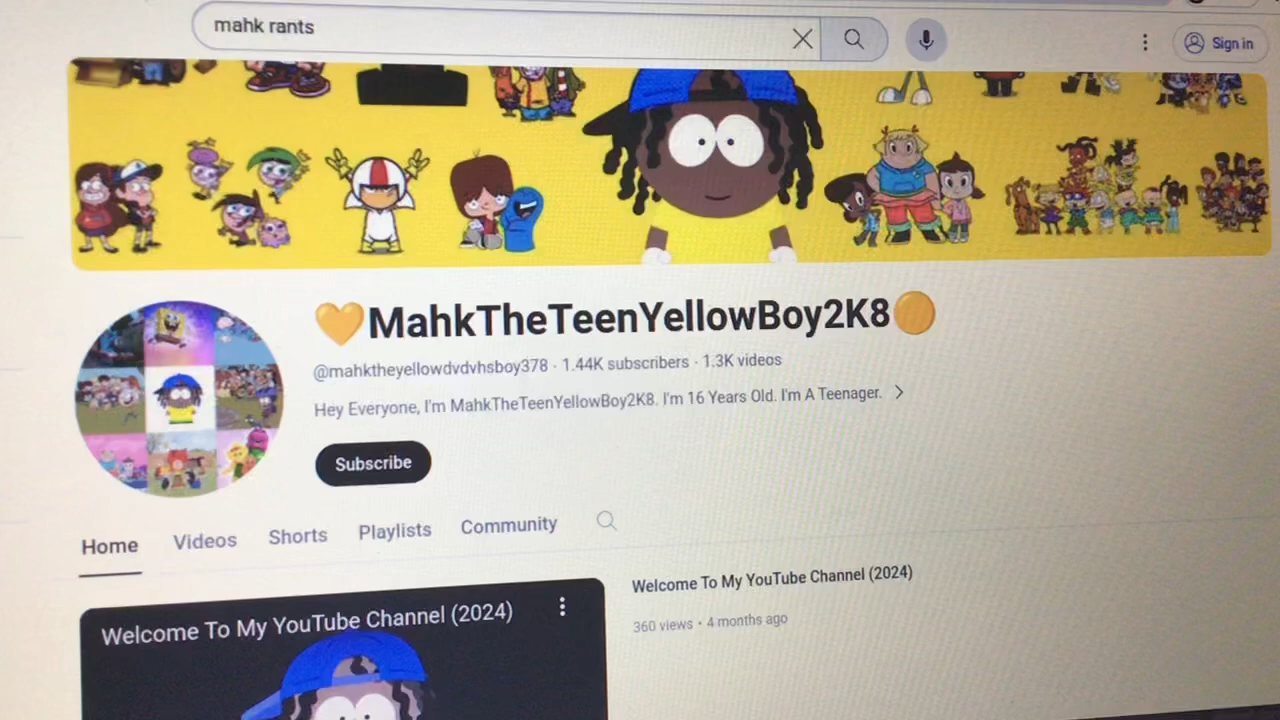 mahk rants
Sign in
🧡MahkTheTeenYellowBoy2K8🟠
@mahktheyellowdvdvhsboy378 · 1.44K subscribers · 1.3K videos
Hey Everyone, I'm MahkTheTeenYellowBoy2K8. I'm 16 Years Old. I'm A Teenager.
Subscribe
Home Videos Shorts Playlists Community
Welcome To My YouTube Channel (2024)
Welcome To My YouTube Channel (2024)
360 views • 4 months ago